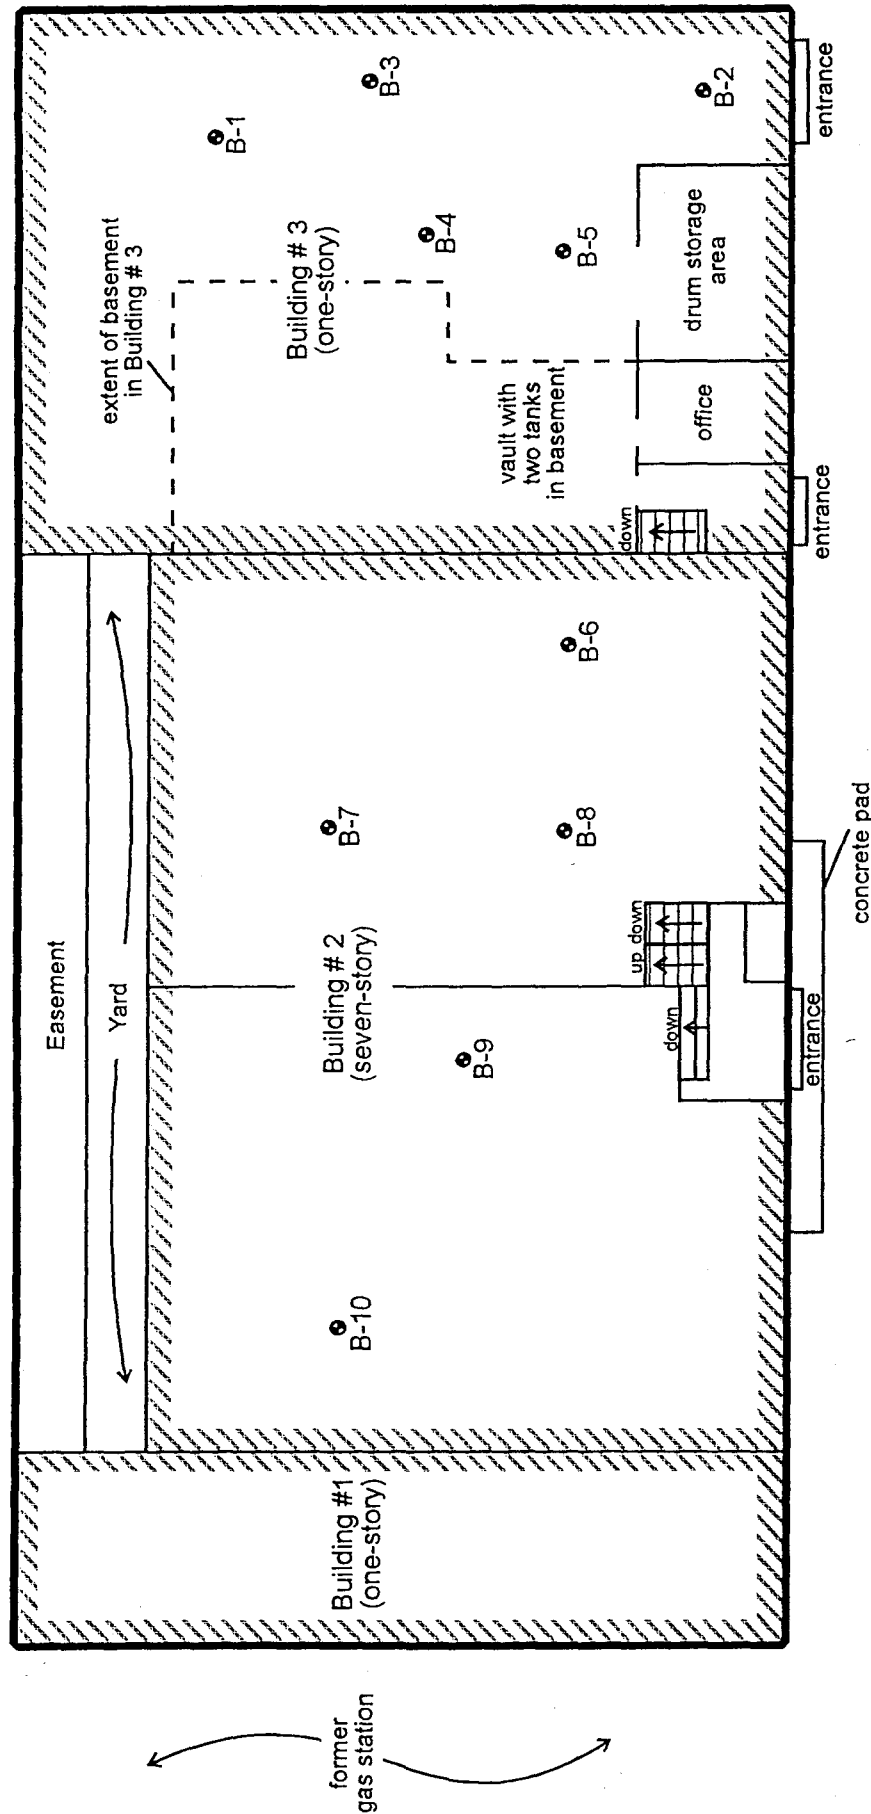 Easement
Yard
Building #1
(one-story)
Building # 2
(seven-story)
Building # 3
(one-story)
extent of basement
in Building # 3
vault with
two tanks
in basement
office
drum storage
area
B-1
B-2
B-3
B-4
B-5
B-6
B-7
B-8
B-9
B-10
down
up
down
down
entrance
entrance
entrance
concrete pad
former
gas station